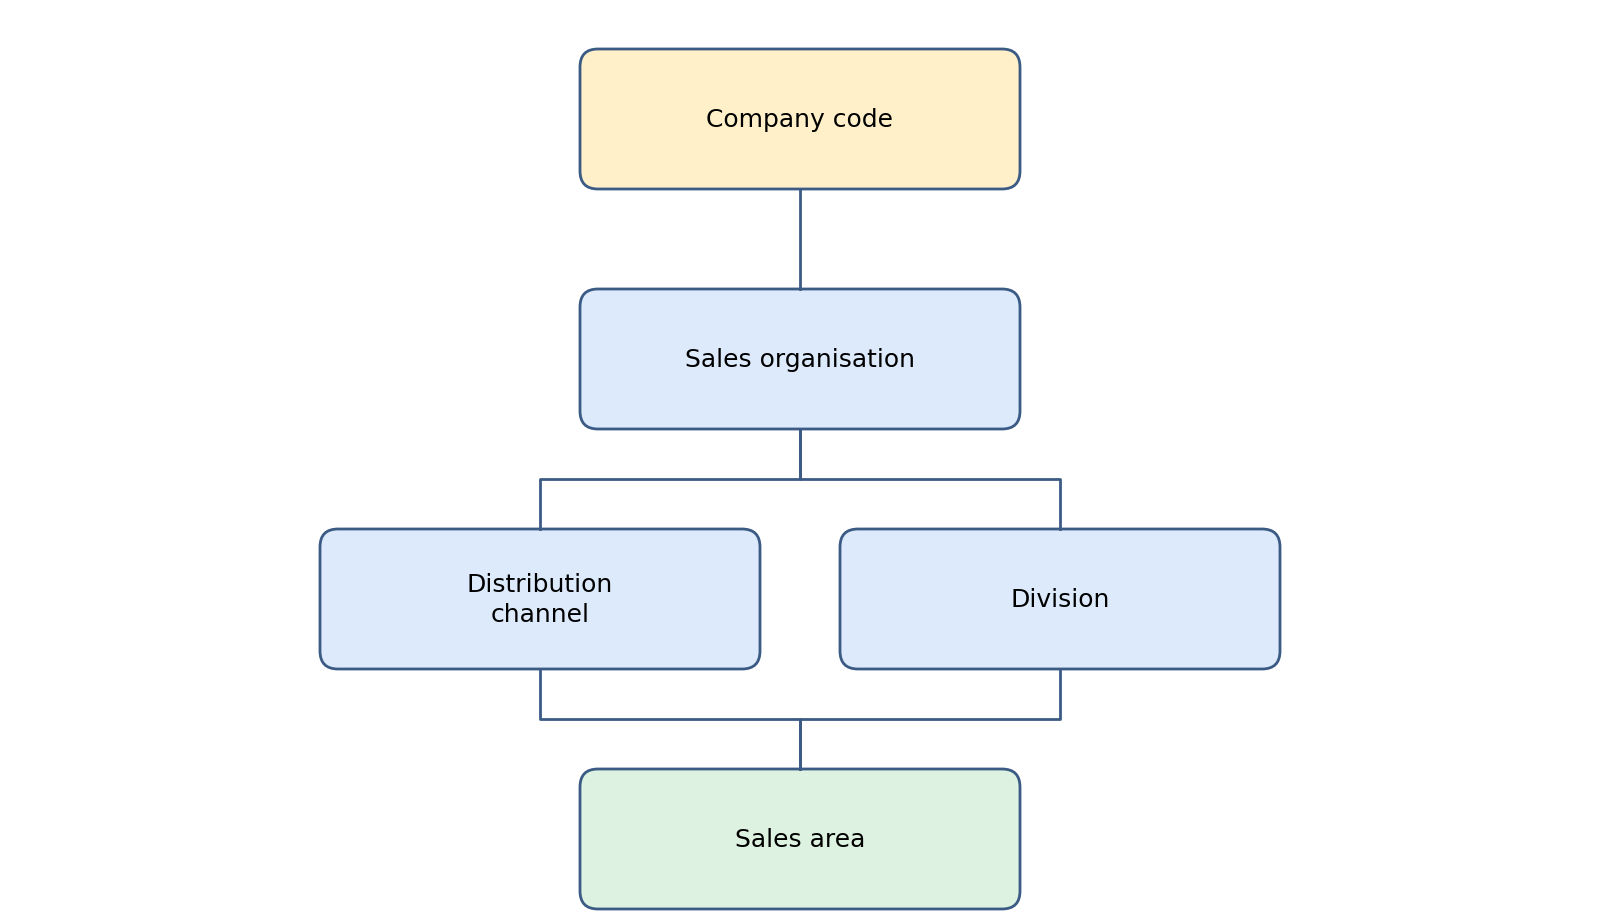 Company code
Sales organisation
Distribution
channel
Division
Sales area